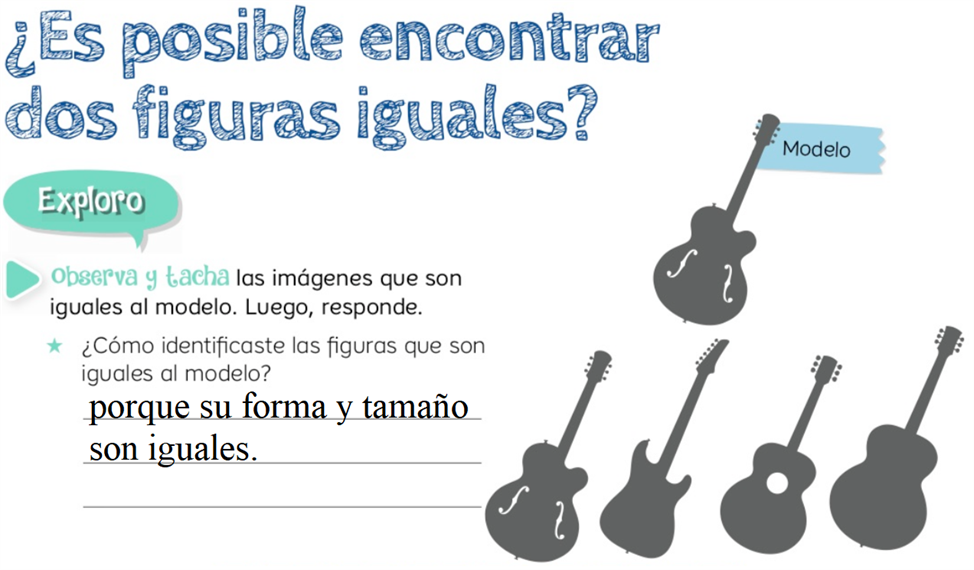 ¿Es posible encontrar
dos figuras iguales?
Modelo
Exploro
Observa y tacha las imágenes que son
iguales al modelo. Luego, responde.
¿Cómo identificaste las figuras que son
iguales al modelo?
porque su forma y tamaño
son iguales.